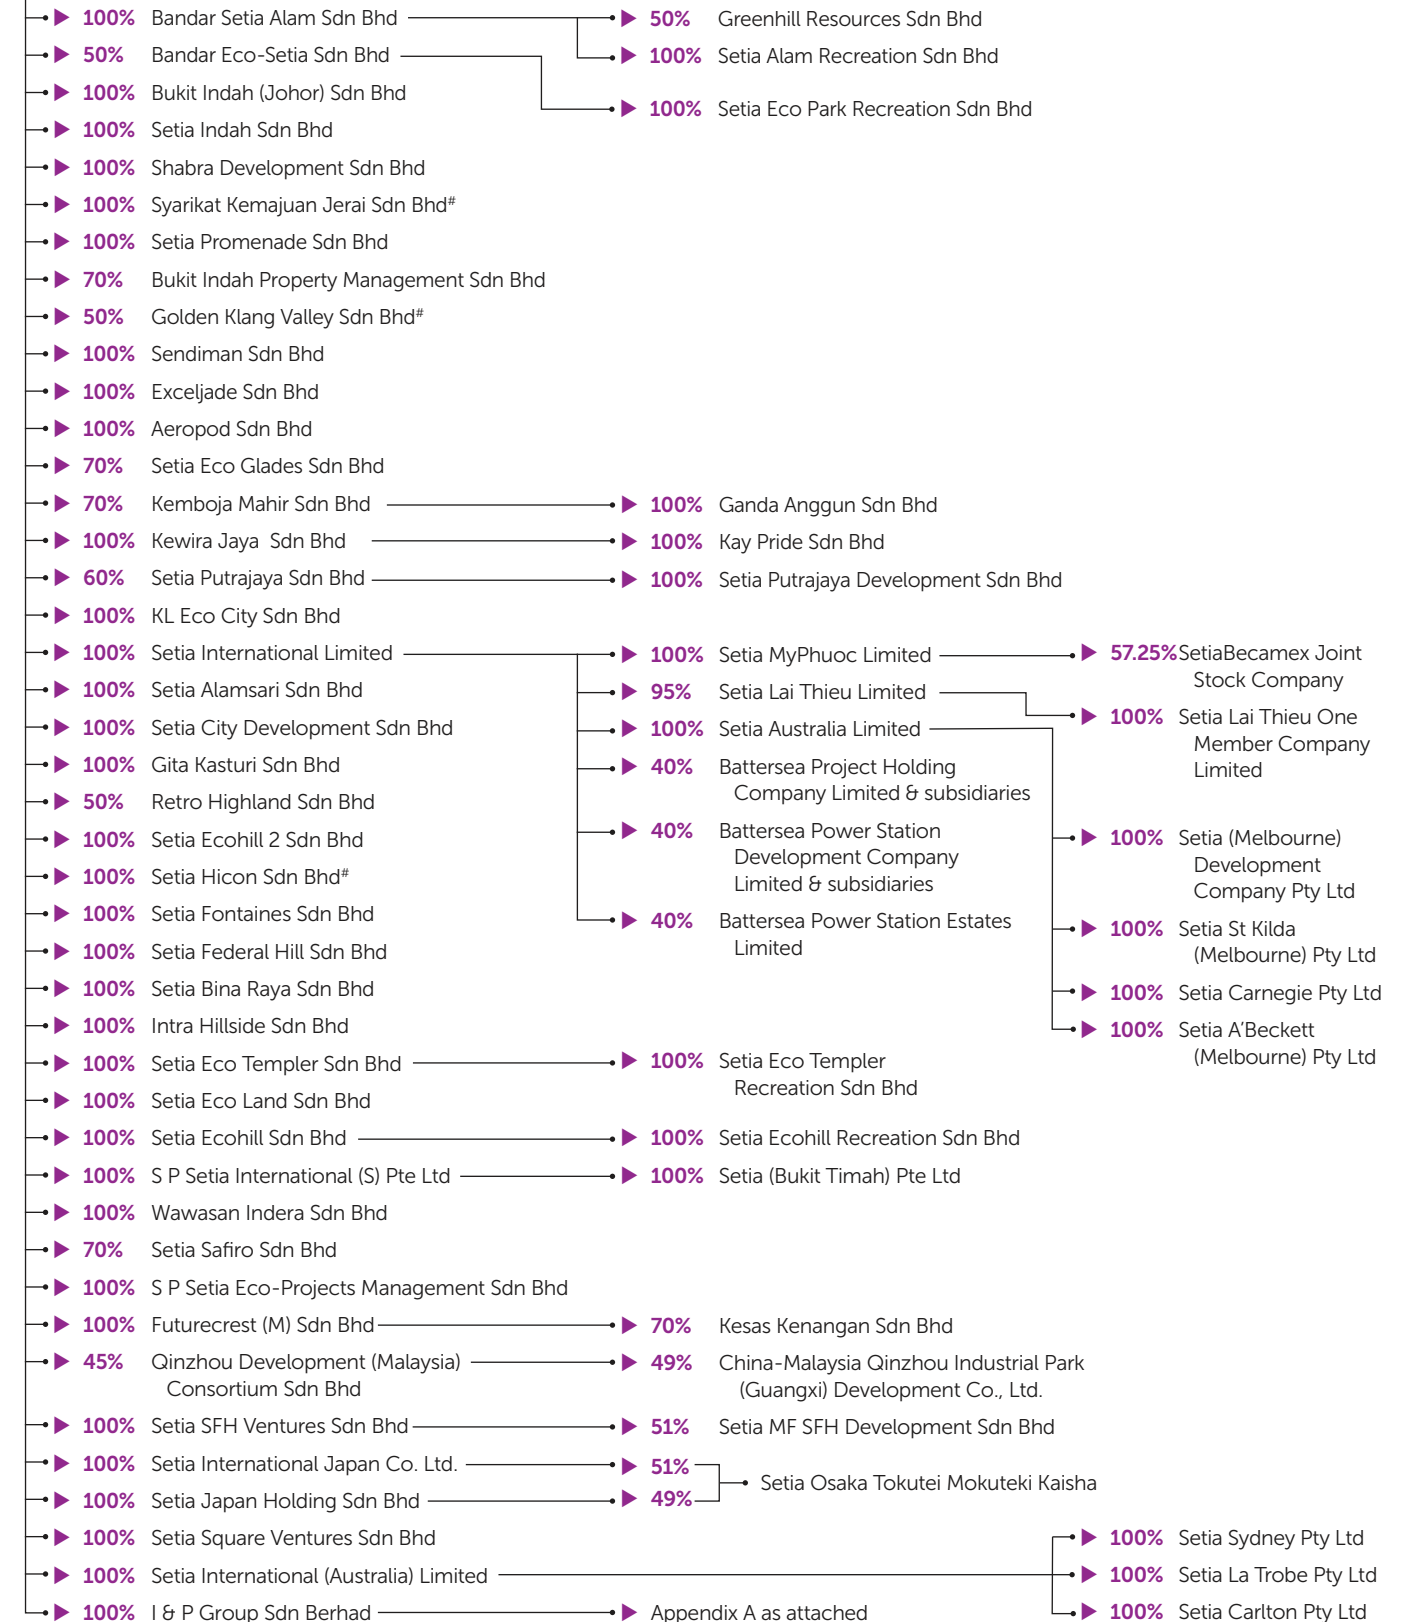 100% Bandar Setia Alam Sdn Bhd
50% Greenhill Resources Sdn Bhd
50% Bandar Eco-Setia Sdn Bhd
100% Setia Alam Recreation Sdn Bhd
100% Bukit Indah (Johor) Sdn Bhd
100% Setia Eco Park Recreation Sdn Bhd
100% Setia Indah Sdn Bhd
100% Shabra Development Sdn Bhd
100% Syarikat Kemajuan Jerai Sdn Bhd#
100% Setia Promenade Sdn Bhd
70% Bukit Indah Property Management Sdn Bhd
50% Golden Klang Valley Sdn Bhd#
100% Sendiman Sdn Bhd
100% Exceljade Sdn Bhd
100% Aeropod Sdn Bhd
70% Setia Eco Glades Sdn Bhd
70% Kemboja Mahir Sdn Bhd
100% Ganda Anggun Sdn Bhd
100% Kewira Jaya Sdn Bhd
100% Kay Pride Sdn Bhd
60% Setia Putrajaya Sdn Bhd
100% Setia Putrajaya Development Sdn Bhd
100% KL Eco City Sdn Bhd
100% Setia International Limited
100% Setia MyPhuoc Limited
57.25% SetiaBecamex Joint
Stock Company
100% Setia Alamsari Sdn Bhd
95% Setia Lai Thieu Limited
100% Setia Lai Thieu One
Member Company
Limited
100% Setia City Development Sdn Bhd
100% Setia Australia Limited
100% Gita Kasturi Sdn Bhd
40% Battersea Project Holding
Company Limited & subsidiaries
50% Retro Highland Sdn Bhd
100% Setia Ecohill 2 Sdn Bhd
40% Battersea Power Station
Development Company
Limited & subsidiaries
100% Setia (Melbourne)
Development
Company Pty Ltd
100% Setia Hicon Sdn Bhd#
100% Setia Fontaines Sdn Bhd
40% Battersea Power Station Estates
Limited
100% Setia St Kilda
(Melbourne) Pty Ltd
100% Setia Federal Hill Sdn Bhd
100% Setia Bina Raya Sdn Bhd
100% Setia Carnegie Pty Ltd
100% Intra Hillside Sdn Bhd
100% Setia A'Beckett
(Melbourne) Pty Ltd
100% Setia Eco Templer Sdn Bhd
100% Setia Eco Templer
Recreation Sdn Bhd
100% Setia Eco Land Sdn Bhd
100% Setia Ecohill Sdn Bhd
100% Setia Ecohill Recreation Sdn Bhd
100% S P Setia International (S) Pte Ltd
100% Setia (Bukit Timah) Pte Ltd
100% Wawasan Indera Sdn Bhd
70% Setia Safiro Sdn Bhd
100% S P Setia Eco-Projects Management Sdn Bhd
100% Futurecrest (M) Sdn Bhd
70% Kesas Kenangan Sdn Bhd
45% Qinzhou Development (Malaysia)
Consortium Sdn Bhd
49% China-Malaysia Qinzhou Industrial Park
(Guangxi) Development Co., Ltd.
100% Setia SFH Ventures Sdn Bhd
51% Setia MF SFH Development Sdn Bhd
100% Setia International Japan Co. Ltd.
51%
Setia Osaka Tokutei Mokuteki Kaisha
100% Setia Japan Holding Sdn Bhd
49%
100% Setia Square Ventures Sdn Bhd
100% Setia Sydney Pty Ltd
100% Setia International (Australia) Limited
100% Setia La Trobe Pty Ltd
100% I & P Group Sdn Berhad
Appendix A as attached
100% Setia Carlton Pty Ltd